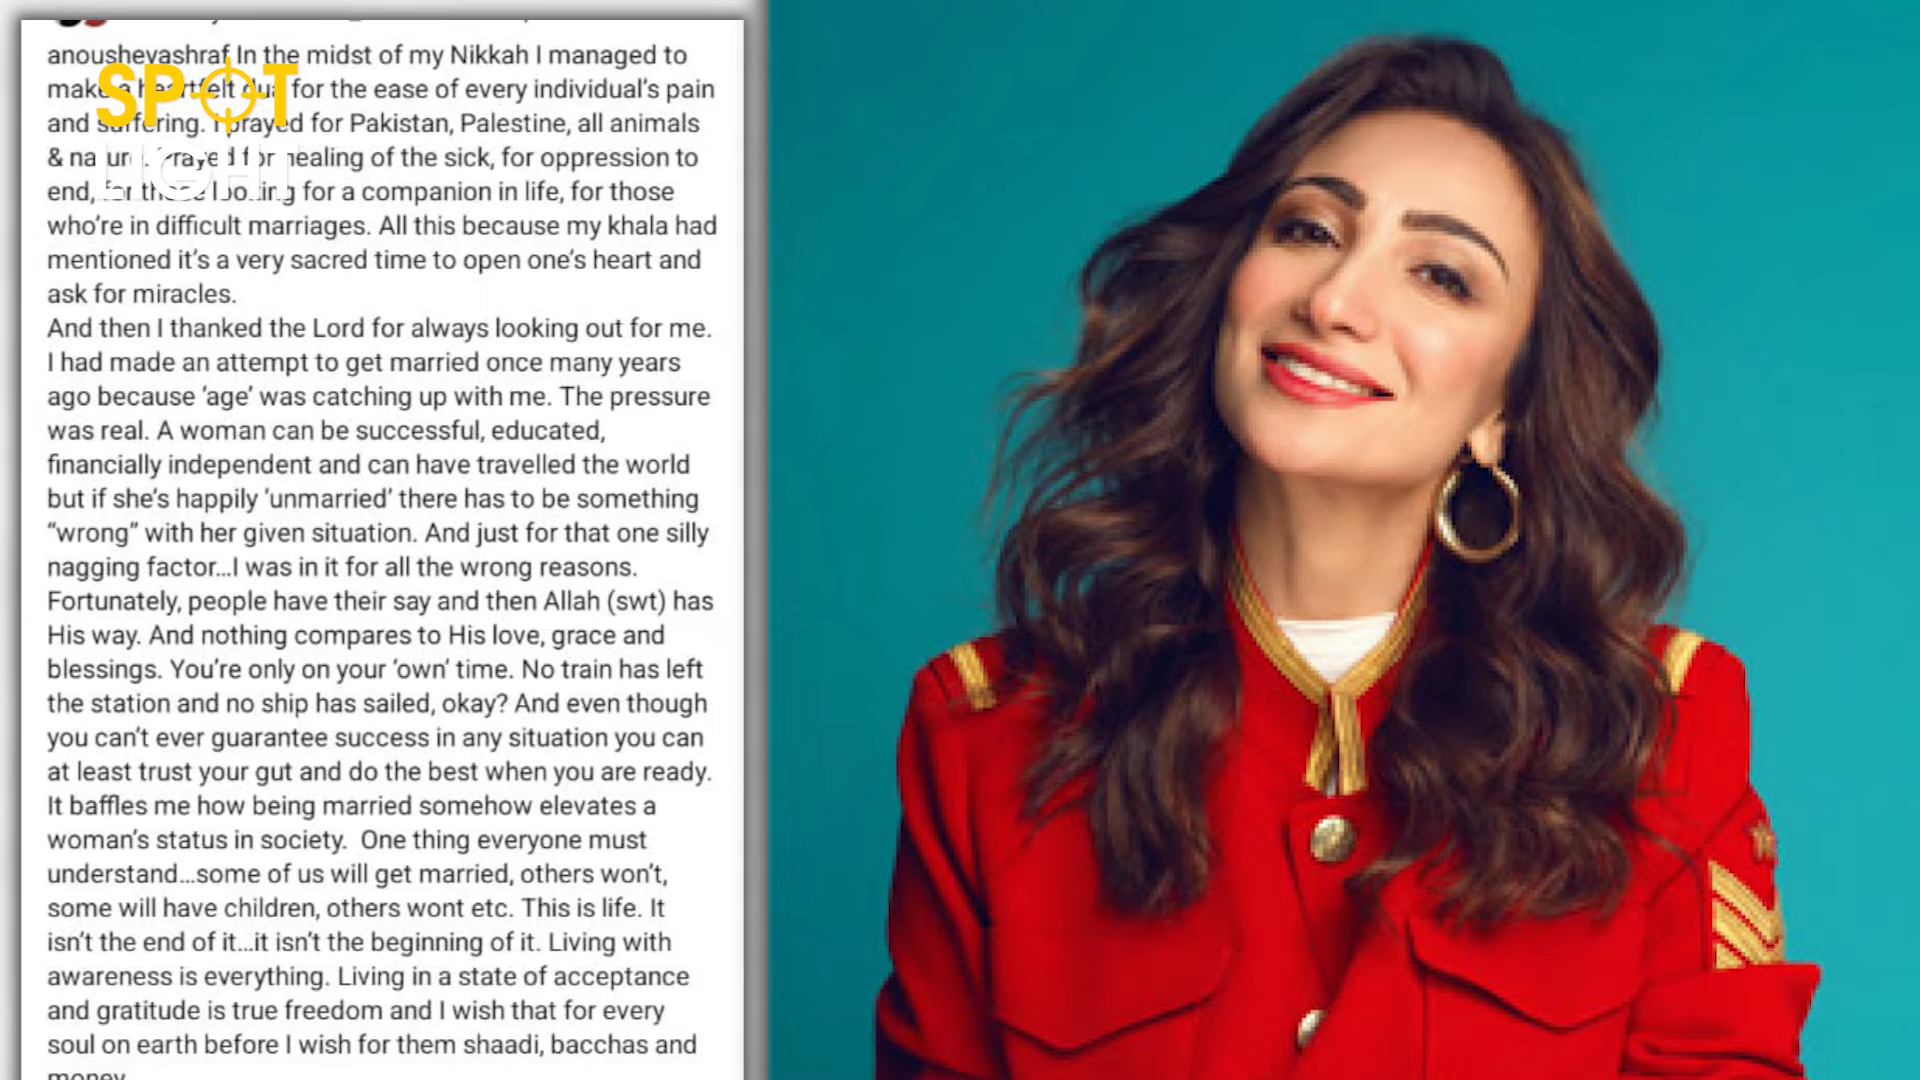 SPOT
LIGHT
anousheyashraf In the midst of my Nikkah I managed to
make a heartfelt dua for the ease of every individual's pain
and suffering. I prayed for Pakistan, Palestine, all animals
& nature. Prayed for healing of the sick, for oppression to
end, for those looking for a companion in life, for those
who're in difficult marriages. All this because my khala had
mentioned it's a very sacred time to open one's heart and
ask for miracles.
And then I thanked the Lord for always looking out for me.
I had made an attempt to get married once many years
ago because 'age' was catching up with me. The pressure
was real. A woman can be successful, educated,
financially independent and can have travelled the world
but if she's happily 'unmarried' there has to be something
“wrong” with her given situation. And just for that one silly
nagging factor...I was in it for all the wrong reasons.
Fortunately, people have their say and then Allah (swt) has
His way. And nothing compares to His love, grace and
blessings. You're only on your 'own' time. No train has left
the station and no ship has sailed, okay? And even though
you can't ever guarantee success in any situation you can
at least trust your gut and do the best when you are ready.
It baffles me how being married somehow elevates a
woman's status in society.  One thing everyone must
understand...some of us will get married, others won't,
some will have children, others wont etc. This is life. It
isn't the end of it...it isn't the beginning of it. Living with
awareness is everything. Living in a state of acceptance
and gratitude is true freedom and I wish that for every
soul on earth before I wish for them shaadi, bacchas and
money